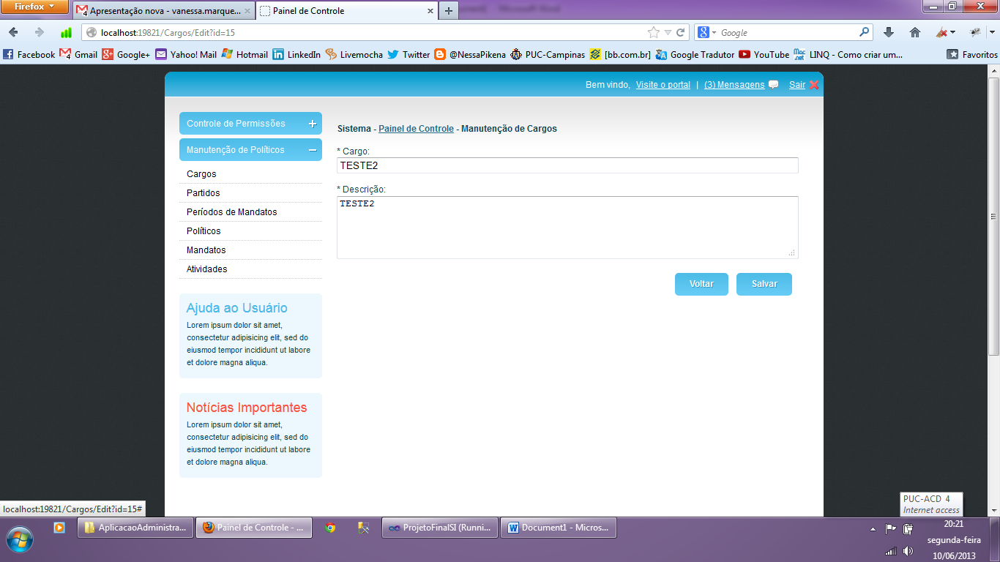 Firefox
Apresentação nova - vanessa.marque...
Painel de Controle
localhost:19821/Cargos/Edit?id=15
Google
Facebook Gmail Google+ Yahoo! Mail Hotmail LinkedIn Livemocha Twitter @NessaPikena PUC-Campinas [bb.com.br] Google Tradutor YouTube LINQ - Como criar um... Favoritos
Bem vindo, Visite o portal | (3) Mensagens Sair
Controle de Permissões
Manutenção de Políticos
Cargos
Partidos
Períodos de Mandatos
Políticos
Mandatos
Atividades
Ajuda ao Usuário
Lorem ipsum dolor sit amet,
consectetur adipisicing elit, sed do
eiusmod tempor incididunt ut labore
et dolore magna aliqua.
Notícias Importantes
Lorem ipsum dolor sit amet,
consectetur adipisicing elit, sed do
eiusmod tempor incididunt ut labore
et dolore magna aliqua.
Sistema - Painel de Controle - Manutenção de Cargos
* Cargo:
TESTE2
* Descrição:
TESTE2
Voltar Salvar
localhost:19821/Cargos/Edit?id=15#
PUC-ACD 4
Internet access
AplicacaoAdministra...
Painel de Controle - ...
ProjetoFinalSI (Runni...
Document1 - Micros...
20:21
segunda-feira
10/06/2013